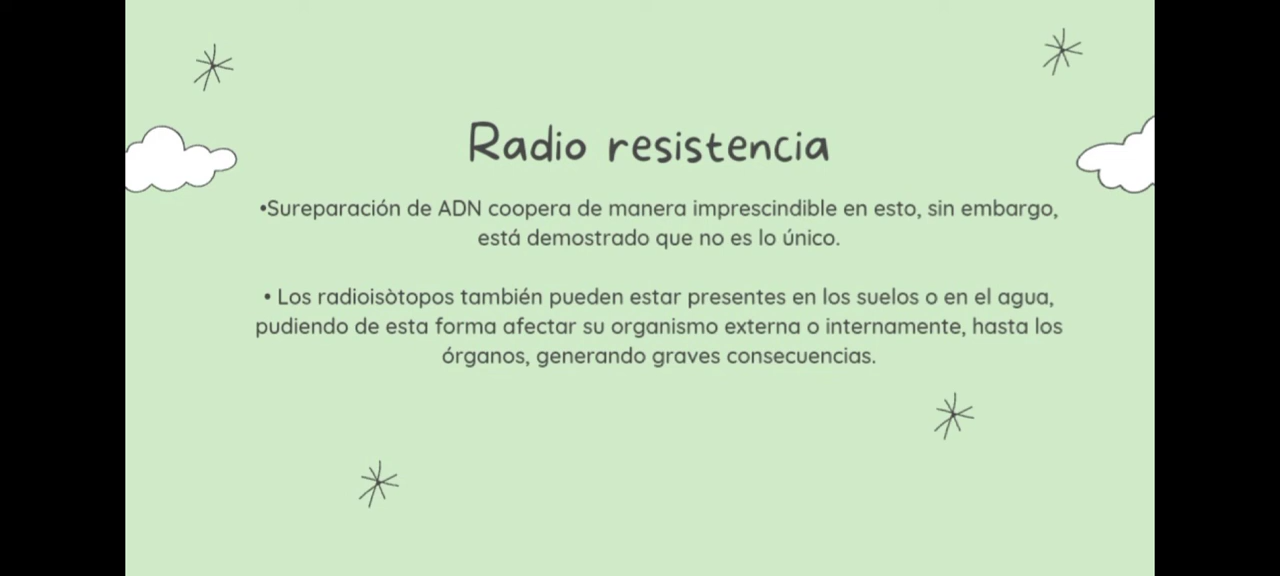 Radio resistencia
•Sureparación de ADN coopera de manera imprescindible en esto, sin embargo,
está demostrado que no es lo único.
• Los radioisòtopos también pueden estar presentes en los suelos o en el agua,
pudiendo de esta forma afectar su organismo externa o internamente, hasta los
órganos, generando graves consecuencias.